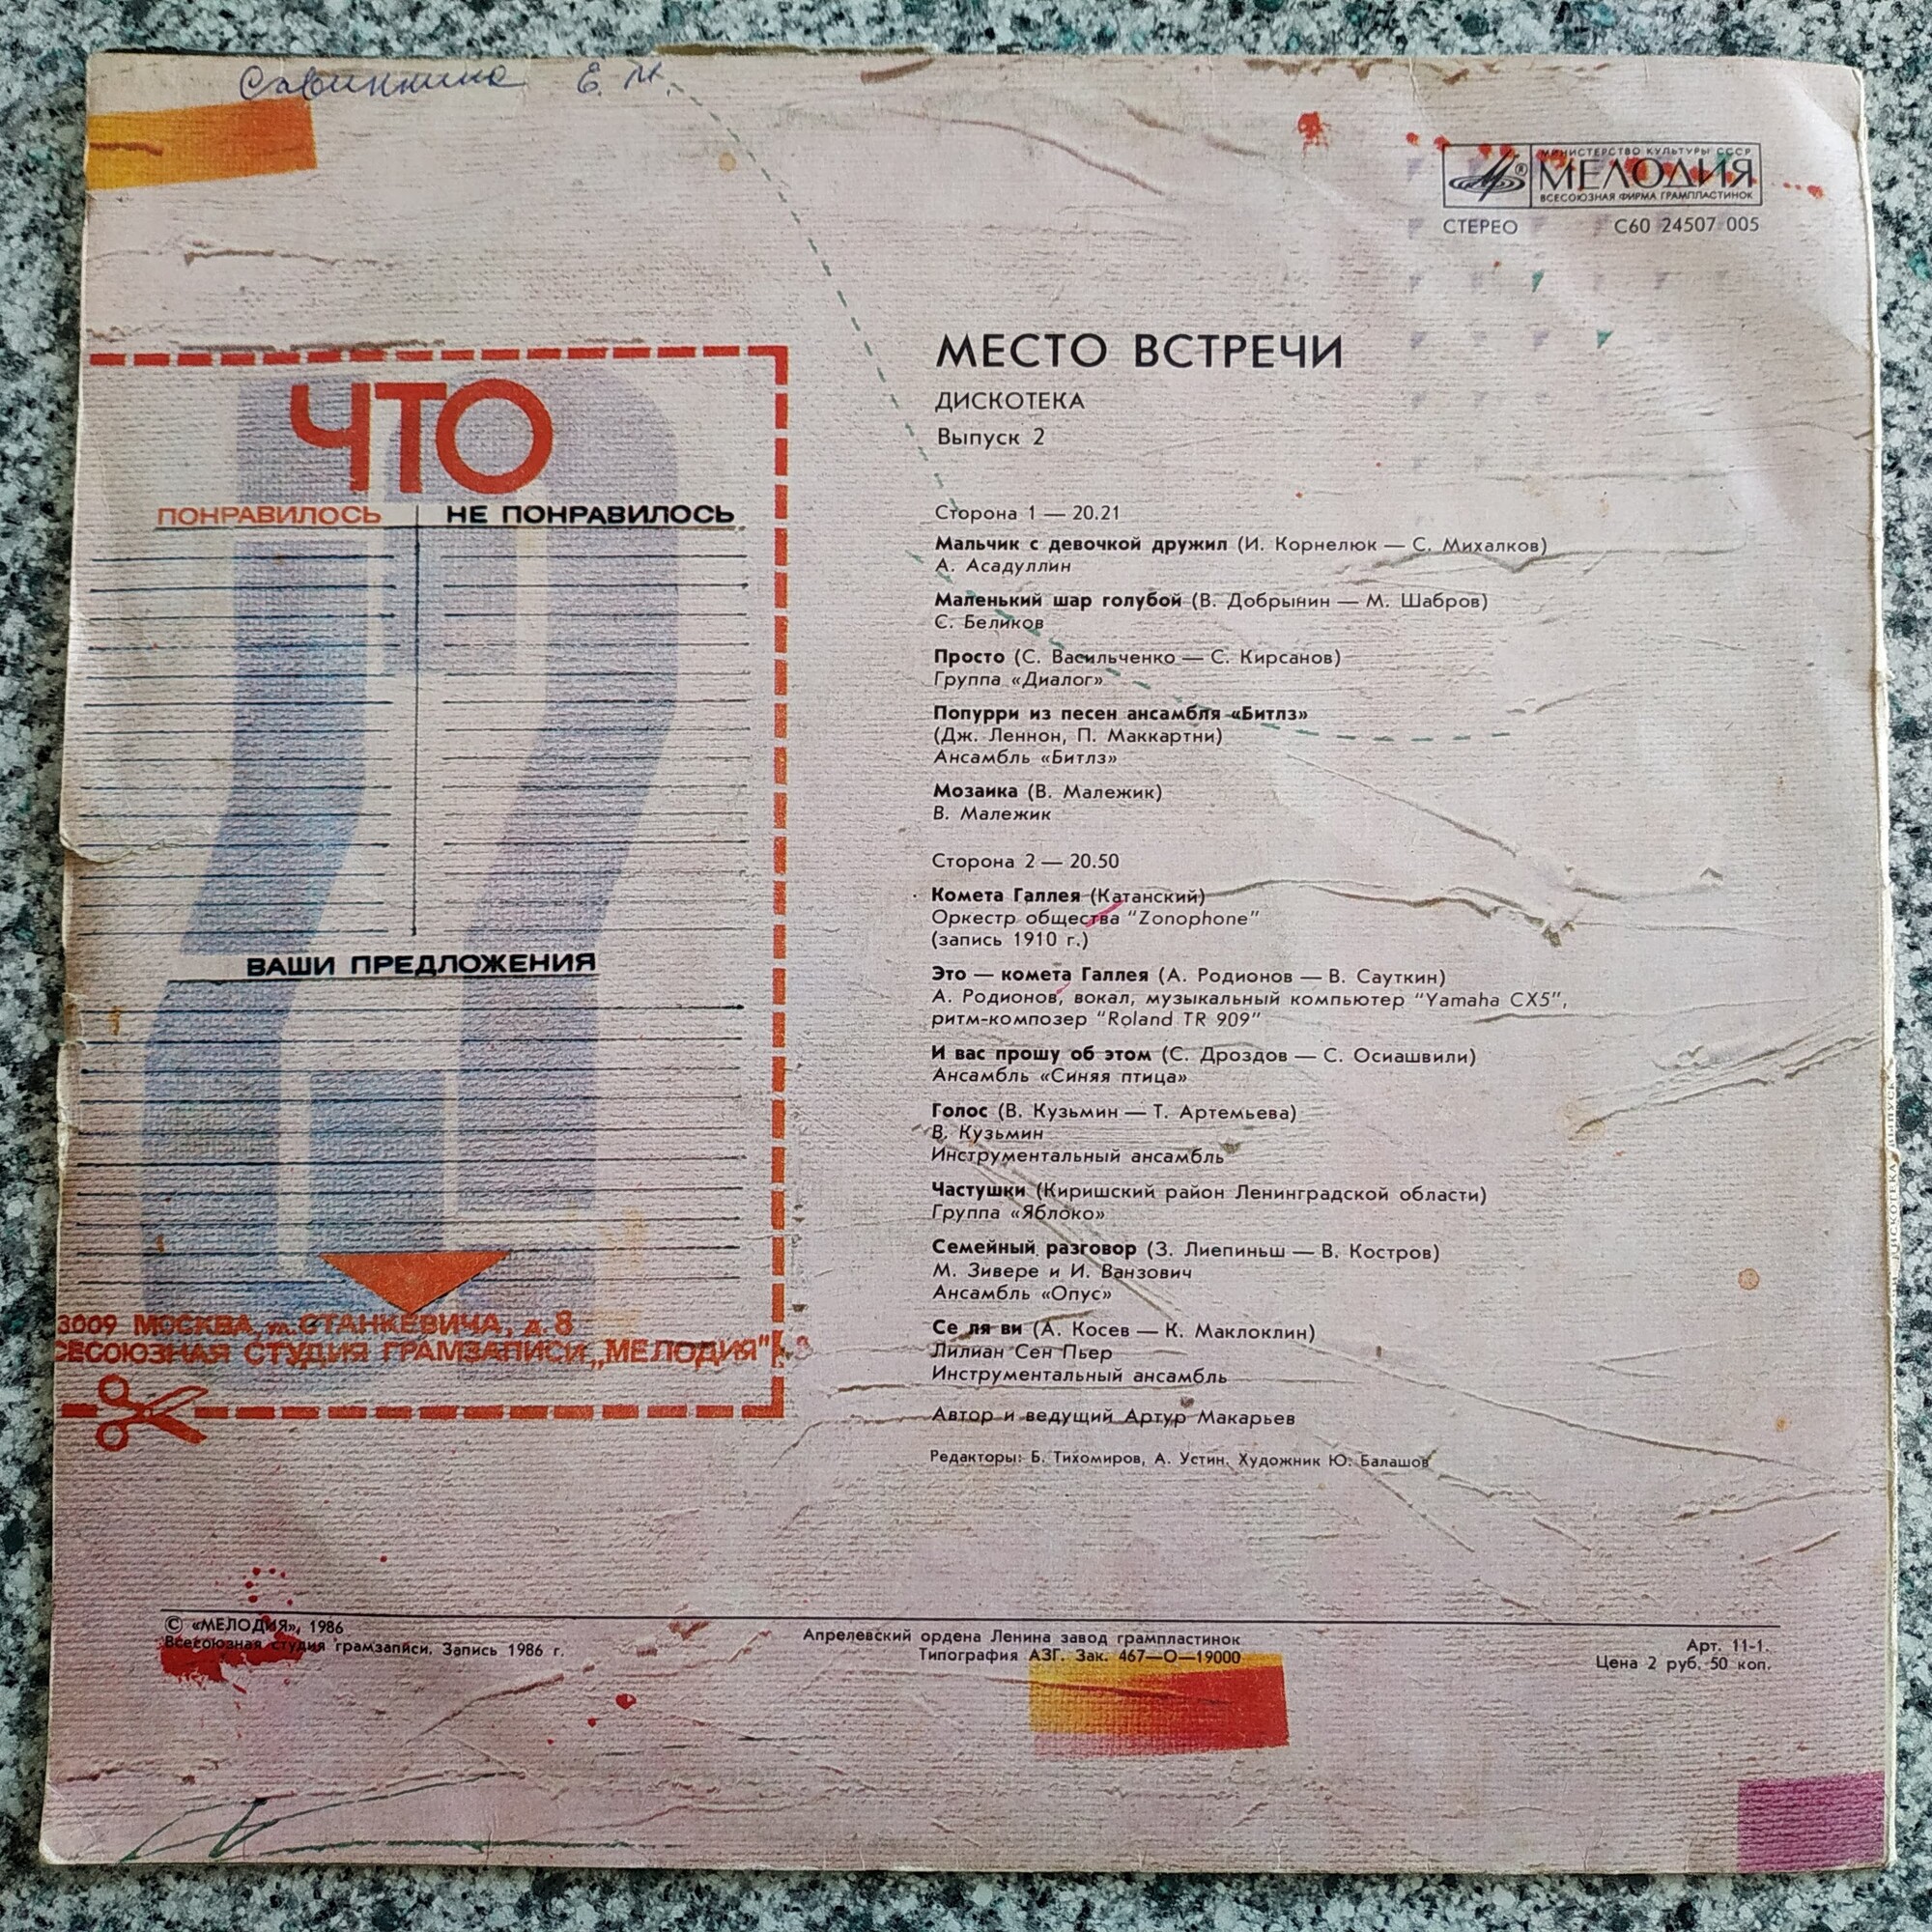 Савинкина Е. М.
МИНИСТЕРСТВО КУЛЬТУРЫ СССР
МЕЛОДИЯ
ВСЕСОЮЗНАЯ ФИРМА ГРАМПЛАСТИНОК
СТЕРЕО С60 24507 005
ЧТО
ПОНРАВИЛОСЬ НЕ ПОНРАВИЛОСЬ
ВАШИ ПРЕДЛОЖЕНИЯ
3009 МОСКВА, ул. СТАНКЕВИЧА, д. 8
СЕСОЮЗНАЯ СТУДИЯ ГРАМЗАПИСИ „МЕЛОДИЯ"
МЕСТО ВСТРЕЧИ
ДИСКОТЕКА
Выпуск 2
Сторона 1 — 20.21
Мальчик с девочкой дружил (И. Корнелюк — С. Михалков)
А. Асадуллин
Маленький шар голубой (В. Добрынин — М. Шабров)
С. Беликов
Просто (С. Васильченко — С. Кирсанов)
Группа «Диалог»
Попурри из песен ансамбля «Битлз»
(Дж. Леннон, П. Маккартни)
Ансамбль «Битлз»
Мозаика (В. Малежик)
В. Малежик
Сторона 2 — 20.50
Комета Галлея (Катанский)
Оркестр общества "Zonophone"
(запись 1910 г.)
Это — комета Галлея (А. Родионов — В. Сауткин)
А. Родионов, вокал, музыкальный компьютер "Yamaha CX5",
ритм-композер "Roland TR 909"
И вас прошу об этом (С. Дроздов — С. Осиашвили)
Ансамбль «Синяя птица»
Голос (В. Кузьмин — Т. Артемьева)
В. Кузьмин
Инструментальный ансамбль
Частушки (Киришский район Ленинградской области)
Группа «Яблоко»
Семейный разговор (З. Лиепиньш — В. Костров)
М. Зивере и И. Ванзович
Ансамбль «Опус»
Се ля ви (А. Косев — К. Маклоклин)
Лилиан Сен Пьер
Инструментальный ансамбль
Автор и ведущий Артур Макарьев
Редакторы: Б. Тихомиров, А. Устин. Художник Ю. Балашов
© «МЕЛОДИЯ», 1986
Всесоюзная студия грамзаписи. Запись 1986 г.
Апрелевский ордена Ленина завод грампластинок
Типография АЗГ. Зак. 467—О—19000
Арт. 11-1.
Цена 2 руб. 50 коп.